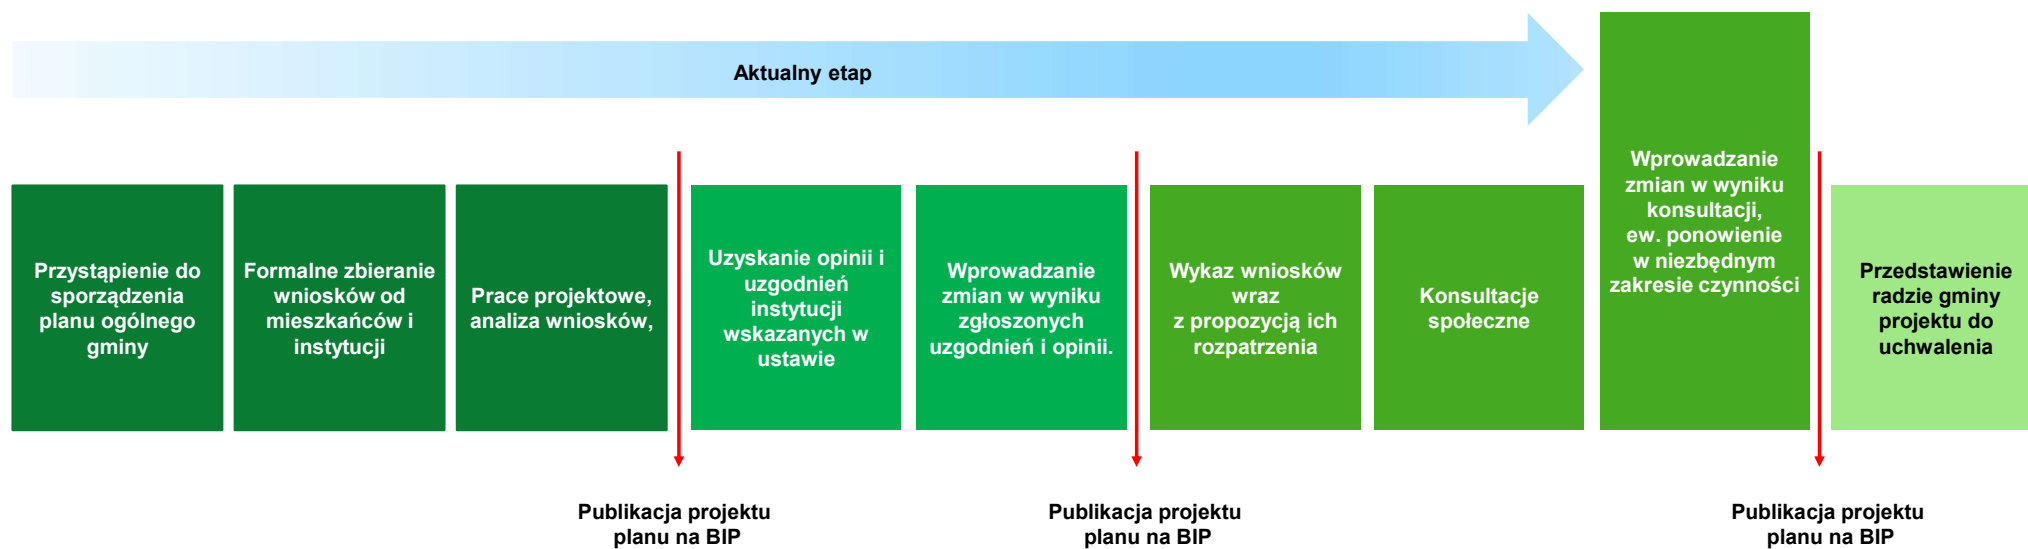 Aktualny etap
Przystąpienie do
sporządzenia
planu ogólnego
gminy
Formalne zbieranie
wniosków od
mieszkańców i
instytucji
Prace projektowe,
analiza wniosków,
Uzyskanie opinii i
uzgodnień
instytucji
wskazanych w
ustawie
Wprowadzanie
zmian w wyniku
zgłoszonych
uzgodnień i opinii.
Wykaz wniosków
wraz
z propozycją ich
rozpatrzenia
Konsultacje
społeczne
Wprowadzanie
zmian w wyniku
konsultacji,
ew. ponowienie
w niezbędnym
zakresie czynności
Przedstawienie
radzie gminy
projektu do
uchwalenia
Publikacja projektu
planu na BIP
Publikacja projektu
planu na BIP
Publikacja projektu
planu na BIP